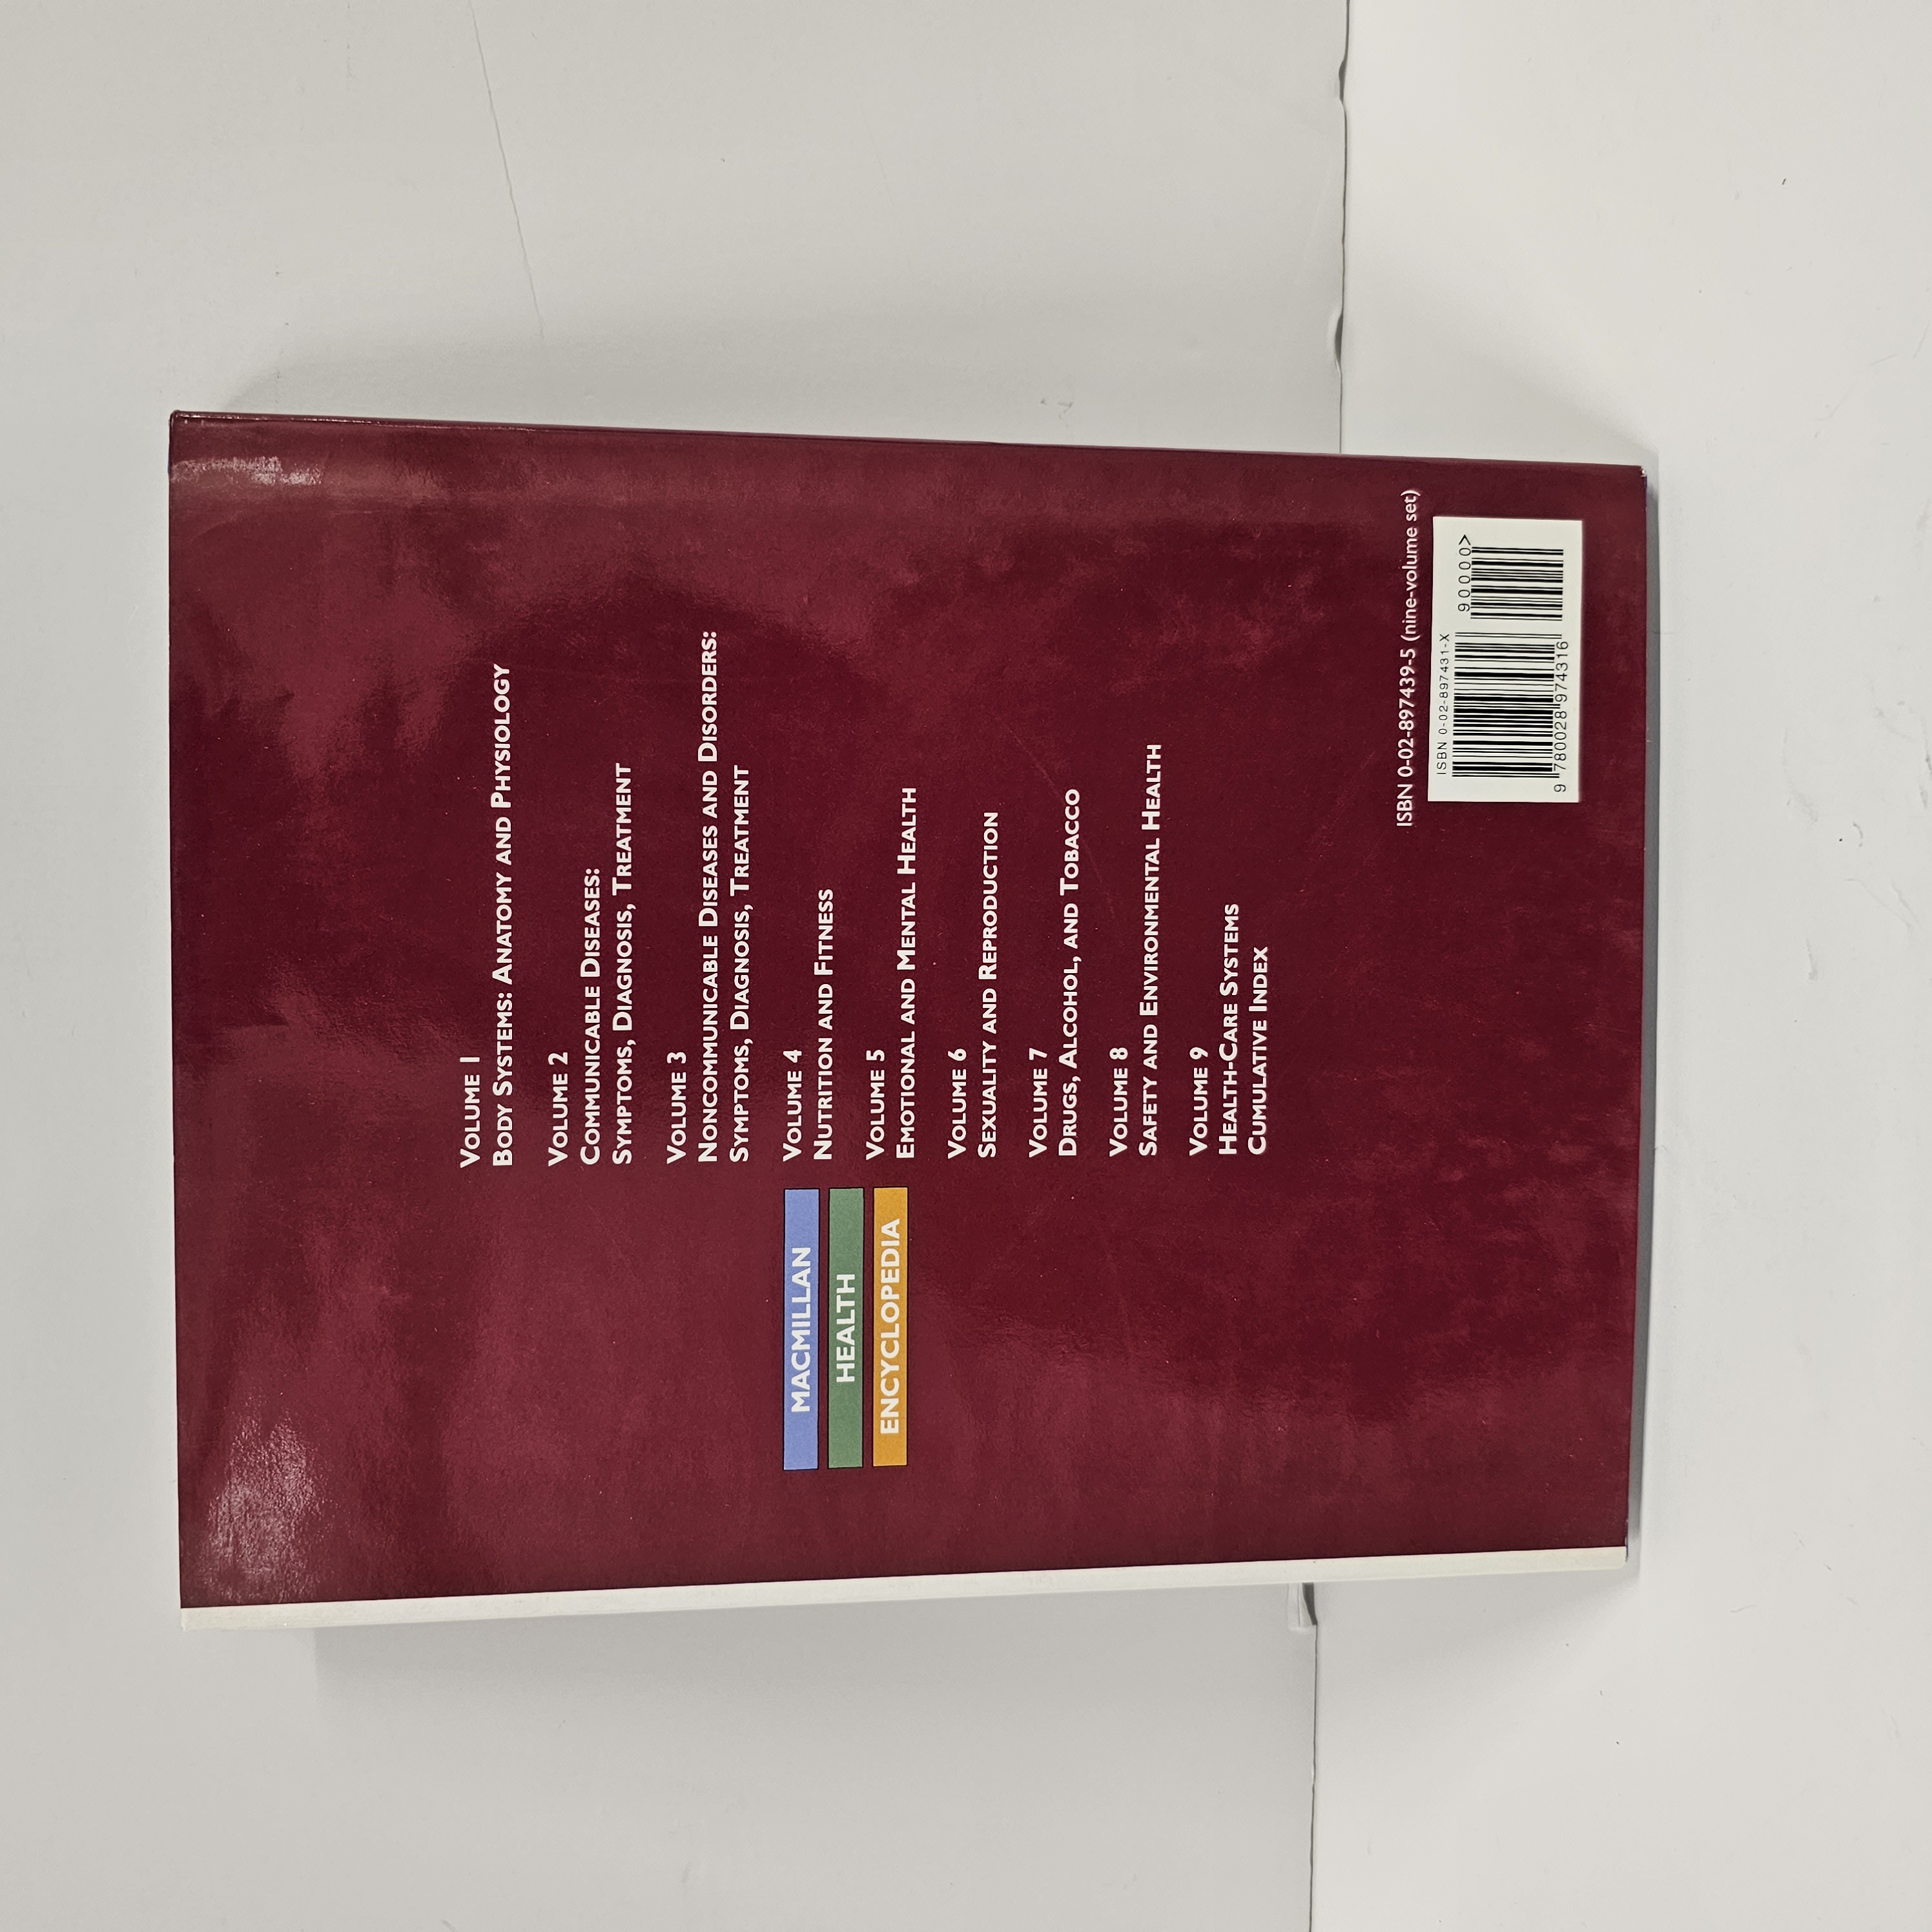 VOLUME 1
BODY SYSTEMS: ANATOMY AND PHYSIOLOGY
VOLUME 2
COMMUNICABLE DISEASES:
SYMPTOMS, DIAGNOSIS, TREATMENT
VOLUME 3
NONCOMMUNICABLE DISEASES AND DISORDERS:
SYMPTOMS, DIAGNOSIS, TREATMENT
MACMILLAN
HEALTH
ENCYCLOPEDIA
VOLUME 4
NUTRITION AND FITNESS
VOLUME 5
EMOTIONAL AND MENTAL HEALTH
VOLUME 6
SEXUALITY AND REPRODUCTION
VOLUME 7
DRUGS, ALCOHOL, AND TOBACCO
VOLUME 8
SAFETY AND ENVIRONMENTAL HEALTH
VOLUME 9
HEALTH-CARE SYSTEMS
CUMULATIVE INDEX
ISBN 0-02-897439-5 (nine-volume set)
ISBN 0-02-897431-X
90000>
9 780028 974316